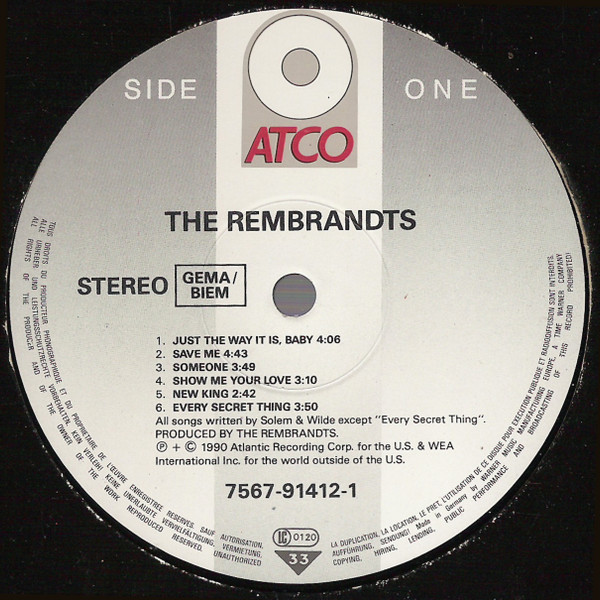 SIDE ONE
ATCO
THE REMBRANDTS
STEREO GEMA/
BIEM
1. JUST THE WAY IT IS, BABY 4:06
2. SAVE ME 4:43
3. SOMEONE 3:49
4. SHOW ME YOUR LOVE 3:10
5. NEW KING 2:42
6. EVERY SECRET THING 3:50
All songs written by Solem & Wilde except "Every Secret Thing".
PRODUCED BY THE REMBRANDTS.
℗ + © 1990 Atlantic Recording Corp. for the U.S. & WEA
International Inc. for the world outside of the U.S.
7567-91412-1
LC 0120
33
TOUS DROITS DU PRODUCTEUR PHONOGRAPHIQUE ET DU PROPRIETAIRE DE L'ŒUVRE ENREGISTREE RESERVES. SAUF AUTORISATION,
LA DUPLICATION, LA LOCATION, LE PRET, L'UTILISATION DE CE DISQUE POUR EXECUTION PUBLIQUE ET RADIODIFFUSION SONT INTERDITS.
ALLE URHEBER UND LEISTUNGSSCHUTZRECHTE VORBEHALTEN. KEIN VERLEIH! KEINE UNERLAUBTE VERVIELFÄLTIGUNG, VERMIETUNG,
AUFFÜHRUNG, SENDUNG! Made in Germany by WARNER MUSIC MANUFACTURING EUROPE, A TIME WARNER COMPANY
ALL RIGHTS OF THE PRODUCER AND OF THE OWNER OF THE WORK REPRODUCED RESERVED. UNAUTHORIZED
COPYING, HIRING, LENDING, PUBLIC PERFORMANCE AND BROADCASTING OF THIS RECORD PROHIBITED!